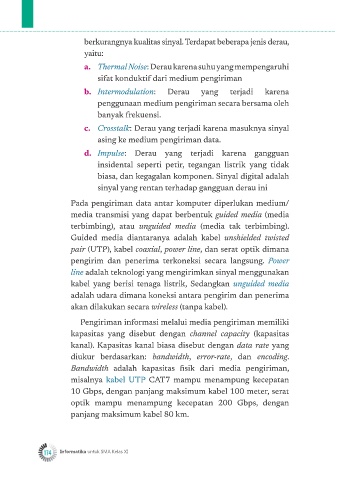 berkurangnya kualitas sinyal. Terdapat beberapa jenis derau,
yaitu:
a. Thermal Noise: Derau karena suhu yang mempengaruhi
sifat konduktif dari medium pengiriman
b. Intermodulation: Derau yang terjadi karena
penggunaan medium pengiriman secara bersama oleh
banyak frekuensi.
c. Crosstalk: Derau yang terjadi karena masuknya sinyal
asing ke medium pengiriman data.
d. Impulse: Derau yang terjadi karena gangguan
insidental seperti petir, tegangan listrik yang tidak
biasa, dan kegagalan komponen. Sinyal digital adalah
sinyal yang rentan terhadap gangguan derau ini
Pada pengiriman data antar komputer diperlukan medium/
media transmisi yang dapat berbentuk guided media (media
terbimbing), atau unguided media (media tak terbimbing).
Guided media diantaranya adalah kabel unshielded twisted
pair (UTP), kabel coaxial, power line, dan serat optik dimana
pengirim dan penerima terkoneksi secara langsung. Power
line adalah teknologi yang mengirimkan sinyal menggunakan
kabel yang berisi tenaga listrik, Sedangkan unguided media
adalah udara dimana koneksi antara pengirim dan penerima
akan dilakukan secara wireless (tanpa kabel).
Pengiriman informasi melalui media pengiriman memiliki
kapasitas yang disebut dengan channel capacity (kapasitas
kanal). Kapasitas kanal biasa disebut dengan data rate yang
diukur berdasarkan: bandwidth, error-rate, dan encoding.
Bandwidth adalah kapasitas fisik dari media pengiriman,
misalnya kabel UTP CAT7 mampu menampung kecepatan
10 Gbps, dengan panjang maksimum kabel 100 meter, serat
optik mampu menampung kecepatan 200 Gbps, dengan
panjang maksimum kabel 80 km.
174 Informatika untuk SMA Kelas XI